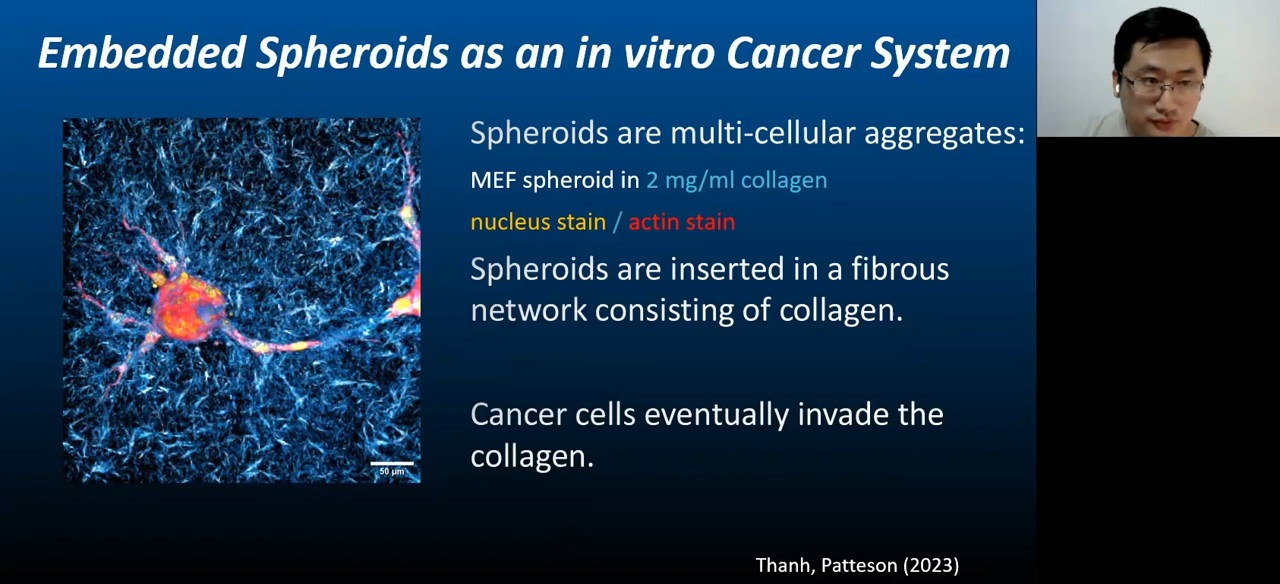 Embedded Spheroids as an in vitro Cancer System
Spheroids are multi-cellular aggregates:
MEF spheroid in 2 mg/ml collagen
nucleus stain / actin stain
Spheroids are inserted in a fibrous
network consisting of collagen.
Cancer cells eventually invade the
collagen.
50 μm
Thanh, Patteson (2023)